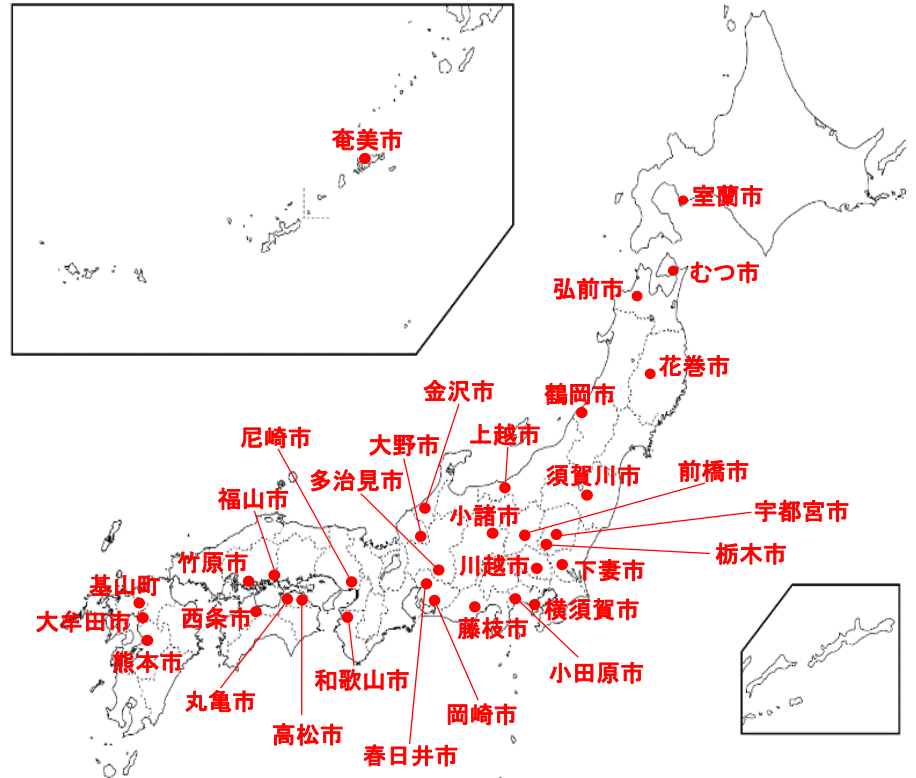 奄美市
室蘭市
むつ市
弘前市
花巻市
金沢市
鶴岡市
尼崎市
大野市
上越市
多治見市
須賀川市
前橋市
福山市
小諸市
宇都宮市
栃木市
竹原市
川越市
下妻市
基山町
大牟田市
西条市
藤枝市
横須賀市
熊本市
和歌山市
小田原市
丸亀市
高松市
岡崎市
春日井市